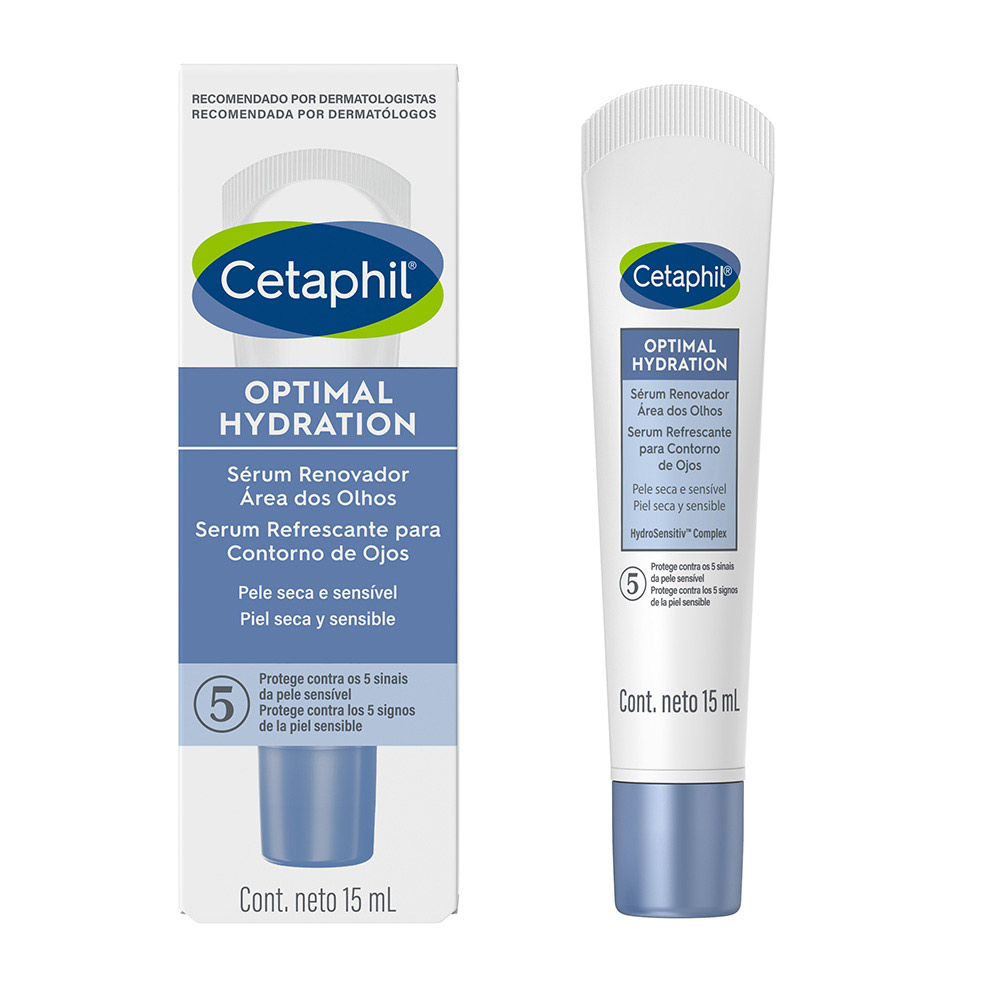 RECOMENDADO POR DERMATOLOGISTAS
RECOMENDADA POR DERMATÓLOGOS
Cetaphil®
OPTIMAL
HYDRATION
Sérum Renovador
Área dos Olhos
Serum Refrescante para
Contorno de Ojos
Pele seca e sensível
Piel seca y sensible
5
Protege contra os 5 sinais
da pele sensível
Protege contra los 5 signos
de la piel sensible
Cont. neto 15 mL
Cetaphil®
OPTIMAL
HYDRATION
Sérum Renovador
Área dos Olhos
Serum Refrescante
para Contorno
de Ojos
Pele seca e sensível
Piel seca y sensible
HydroSensitiv™ Complex
5
Protege contra os 5 sinais
da pele sensível
Protege contra los 5 signos
de la piel sensible
Cont. neto 15 mL